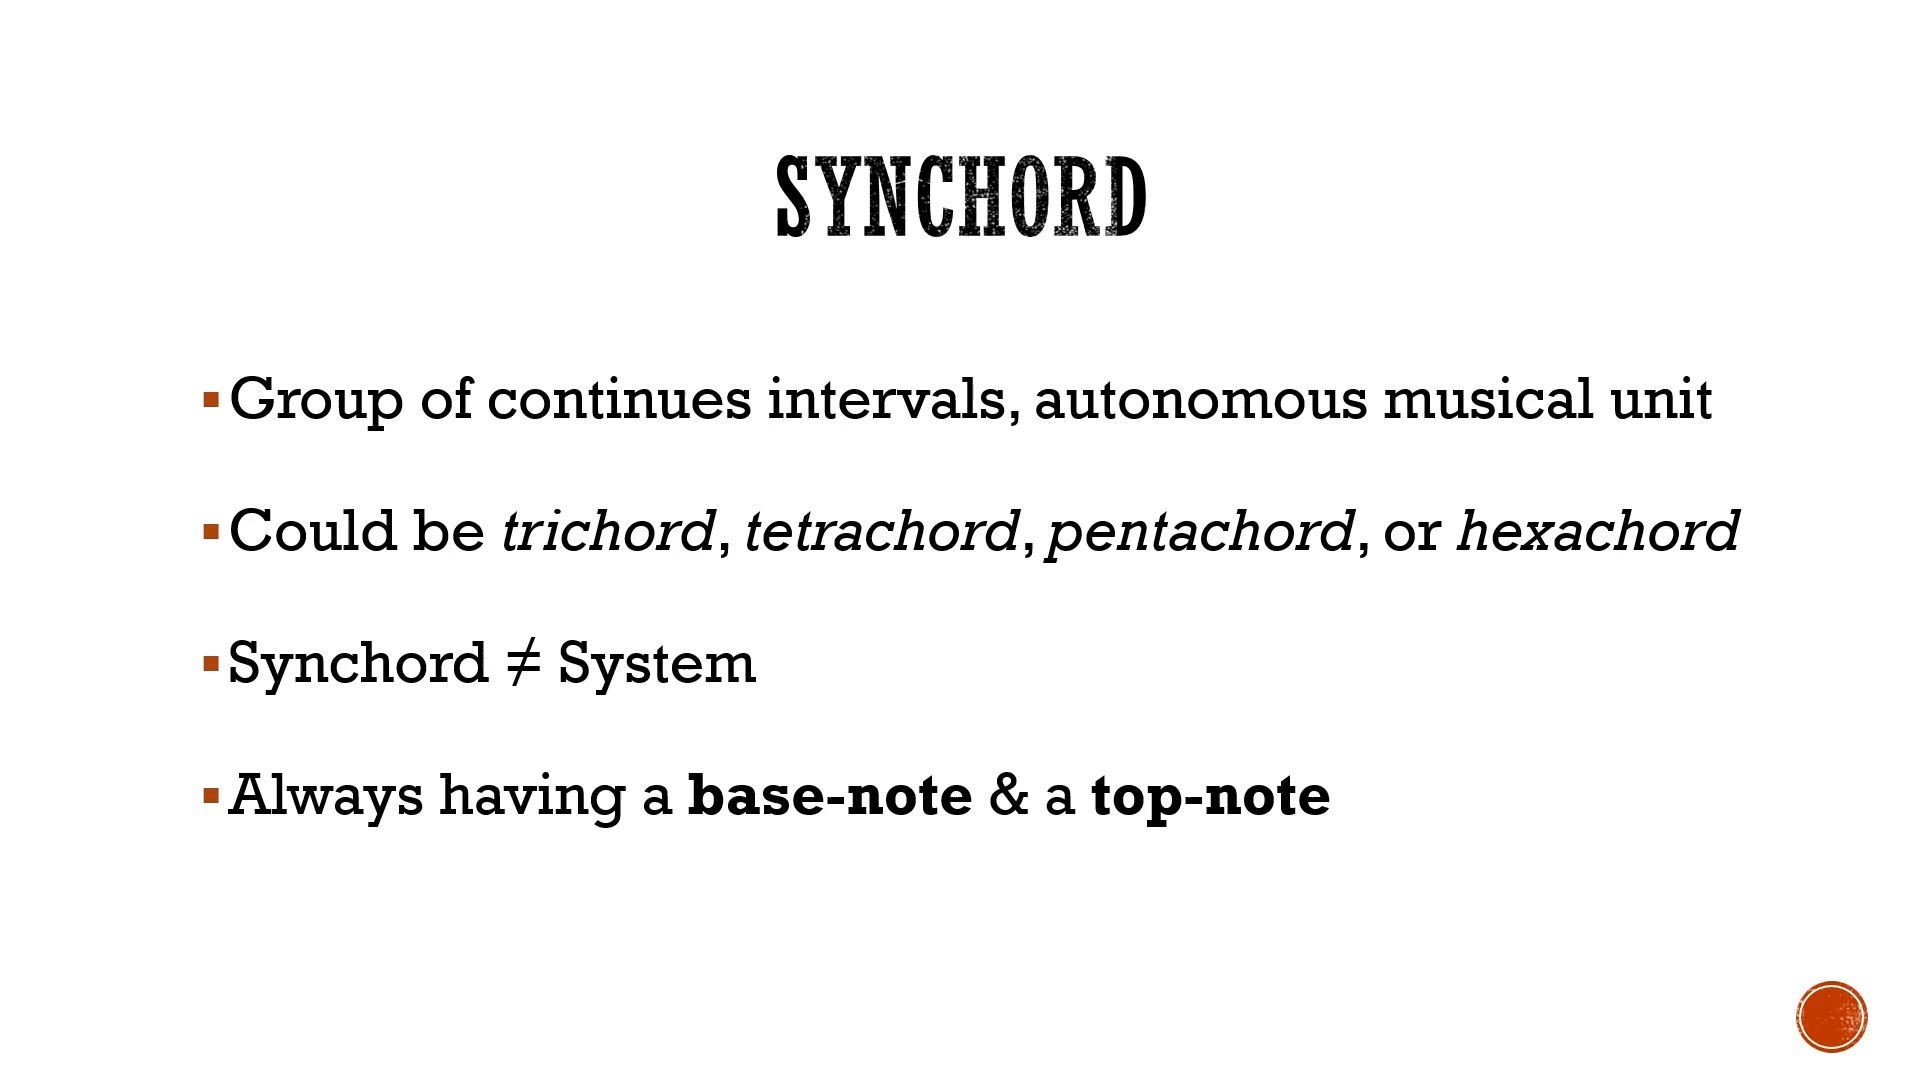 SYNCHORD
▪Group of continues intervals, autonomous musical unit
▪Could be trichord, tetrachord, pentachord, or hexachord
▪Synchord ≠ System
▪Always having a base-note & a top-note